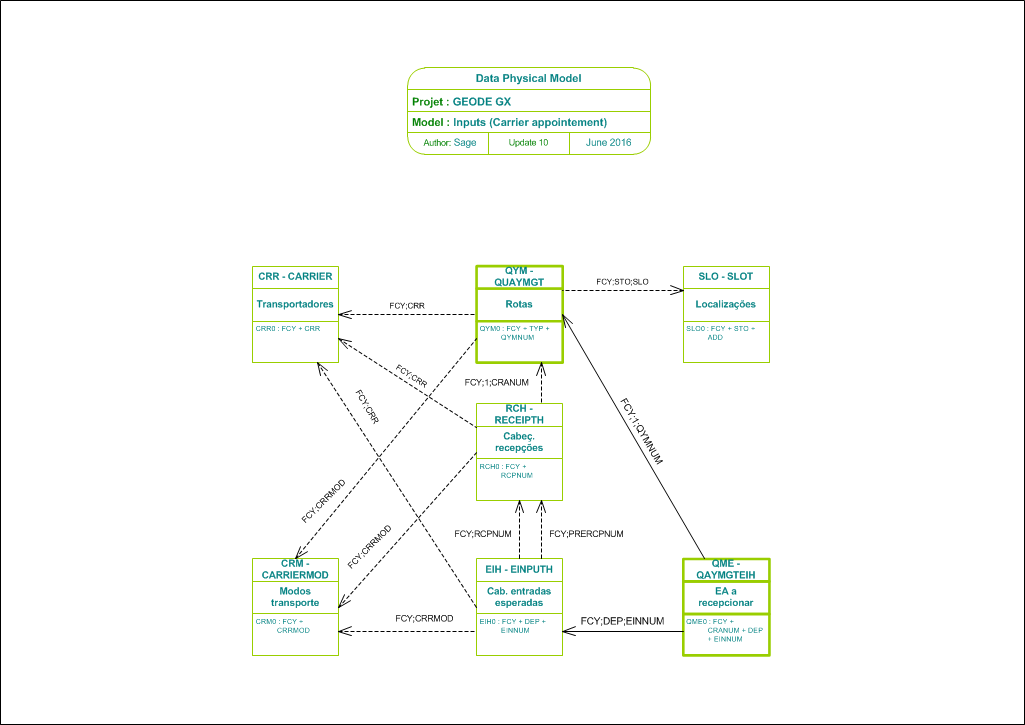 Data Physical Model
Projet : GEODE GX
Model : Inputs (Carrier appointement)
Author: Sage
Update 10
June 2016
CRR - CARRIER
Transportadores
CRR0 : FCY + CRR
FCY;CRR
QYM -
QUAYMGT
Rotas
QYM0 : FCY + TYP +
QYMNUM
FCY;STO;SLO
SLO - SLOT
Localizações
SLO0 : FCY + STO +
ADD
FCY;CRR
FCY;1;CRANUM
FCY;CRR
RCH -
RECEIPTH
Cabeç.
recepções
RCH0 : FCY +
RCPNUM
FCY;1;QYMNUM
FCY;CRRMOD
FCY;CRRMOD
FCY;RCPNUM
FCY;PRERCPNUM
CRM -
CARRIERMOD
Modos
transporte
CRM0 : FCY +
CRRMOD
FCY;CRRMOD
EIH - EINPUTH
Cab. entradas
esperadas
EIH0 : FCY + DEP +
EINNUM
FCY;DEP;EINNUM
QME -
QAYMGTEIH
EA a
recepcionar
QME0 : FCY +
CRANUM + DEP
+ EINNUM